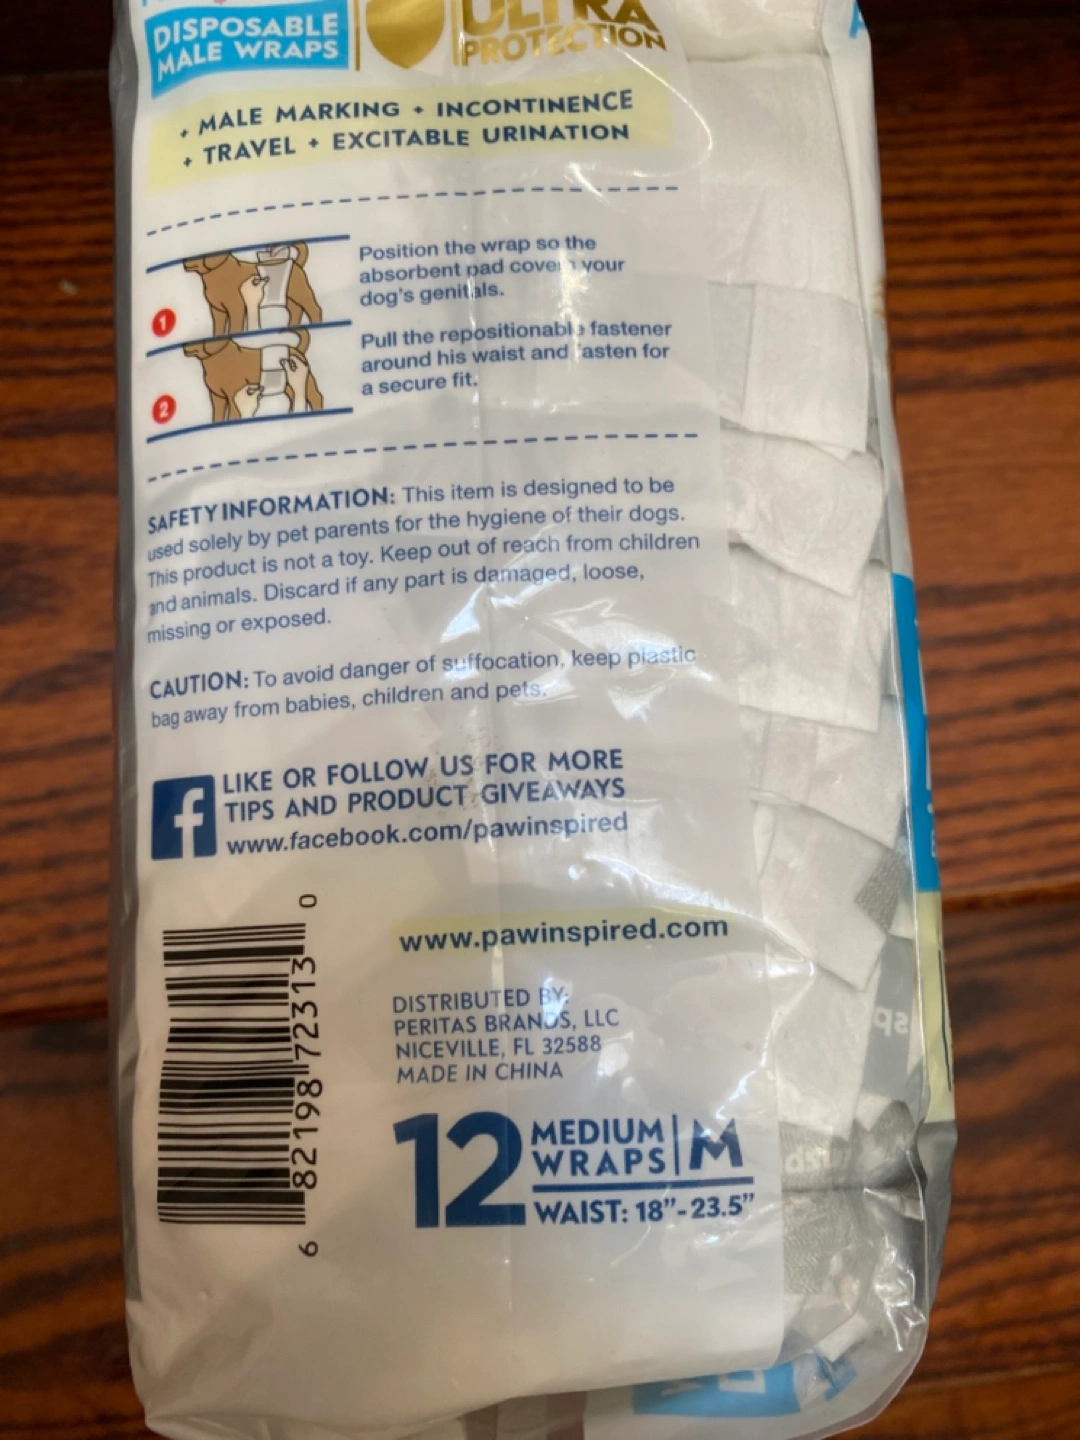 DISPOSABLE
MALE WRAPS
ULTRA
PROTECTION
+ MALE MARKING + INCONTINENCE
+ TRAVEL + EXCITABLE URINATION
1
Position the wrap so the
absorbent pad covers your
dog's genitals.
2
Pull the repositionable fastener
around his waist and fasten for
a secure fit.
SAFETY INFORMATION: This item is designed to be
used solely by pet parents for the hygiene of their dogs.
This product is not a toy. Keep out of reach from children
and animals. Discard if any part is damaged, loose,
missing or exposed.
CAUTION: To avoid danger of suffocation, keep plastic
bag away from babies, children and pets.
f
LIKE OR FOLLOW US FOR MORE
TIPS AND PRODUCT GIVEAWAYS
www.facebook.com/pawinspired
www.pawinspired.com
6 82198 72313 0
DISTRIBUTED BY:
PERITAS BRANDS, LLC
NICEVILLE, FL 32588
MADE IN CHINA
12 MEDIUM WRAPS | M
WAIST: 18”-23.5”